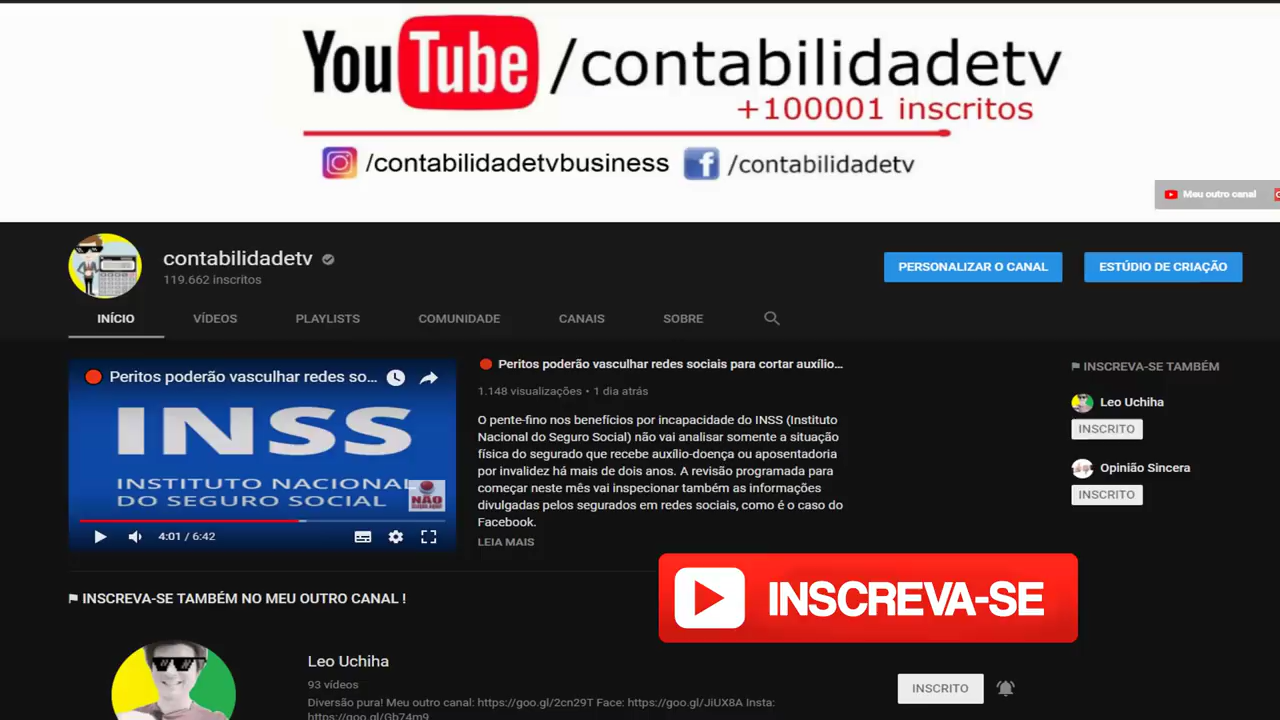 YouTube /contabilidadetv
+100001 inscritos
/contabilidadetvbusiness /contabilidadetv
Meu outro canal
contabilidadetv
119.662 inscritos
PERSONALIZAR O CANAL
ESTÚDIO DE CRIAÇÃO
INÍCIO VÍDEOS PLAYLISTS COMUNIDADE CANAIS SOBRE
Peritos poderão vasculhar redes so...
INSS
INSTITUTO NACIONAL
DO SEGURO SOCIAL
NÃO
4:01 / 6:42
Peritos poderão vasculhar redes sociais para cortar auxílio...
1.148 visualizações • 1 dia atrás
O pente-fino nos benefícios por incapacidade do INSS (Instituto
Nacional do Seguro Social) não vai analisar somente a situação
física do segurado que recebe auxílio-doença ou aposentadoria
por invalidez há mais de dois anos. A revisão programada para
começar neste mês vai inspecionar também as informações
divulgadas pelos segurados em redes sociais, como é o caso do
Facebook.
LEIA MAIS
INSCREVA-SE TAMBÉM
Leo Uchiha
INSCRITO
Opinião Sincera
INSCRITO
INSCREVA-SE
INSCREVA-SE TAMBÉM NO MEU OUTRO CANAL !
Leo Uchiha
93 vídeos
Diversão pura! Meu outro canal: https://goo.gl/2cn29T Face: https://goo.gl/JiUX8A Insta:
https://goo.gl/Gb74m9
INSCRITO